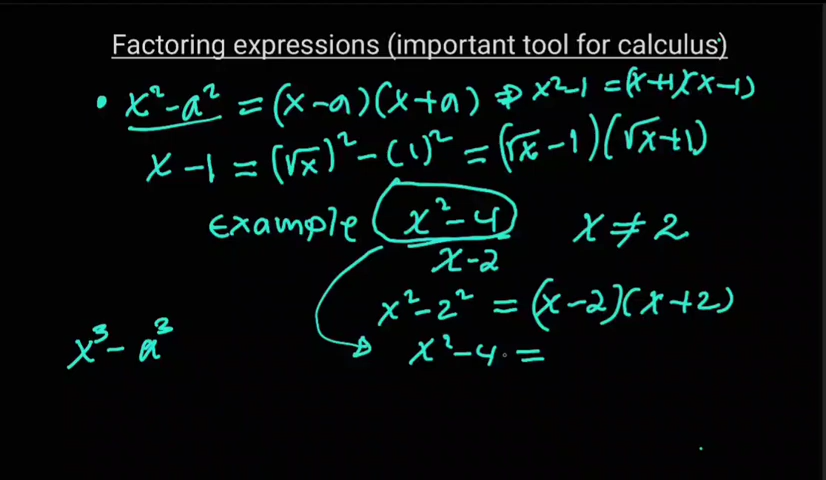 Factoring expressions (important tool for calculus)
• x² - a² = (x-a)(x+a) ⇒ x²-1 = (x+1)(x-1)
x - 1 = (√x)² - (1)² = (√x - 1)(√x+1)
Example x² - 4 / x - 2 x ≠ 2
x² - 2² = (x-2)(x+2)
x³ - a³
x² - 4 =